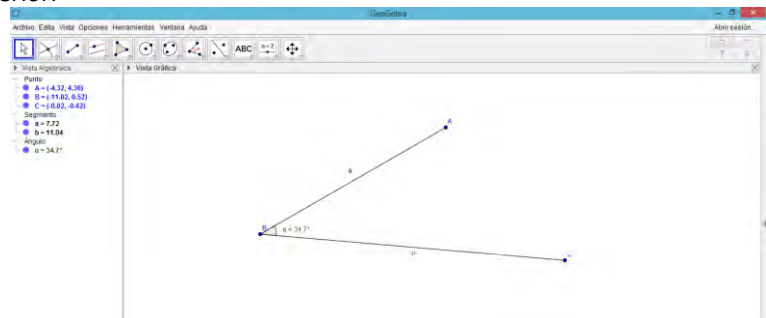 GeoGebra
Archivo Edita Vista Opciones Herramientas Ventana Ayuda
Abrir sesión...
ABC
a=2
Vista Algebraica
Vista Gráfica
Punto
A = (-4.32, 4.36)
B = (-11.02, 0.52)
C = (-0.02, -0.42)
Segmento
a = 7.72
b = 11.04
Ángulo
α = 34.7°
A
a
B
α = 34.7°